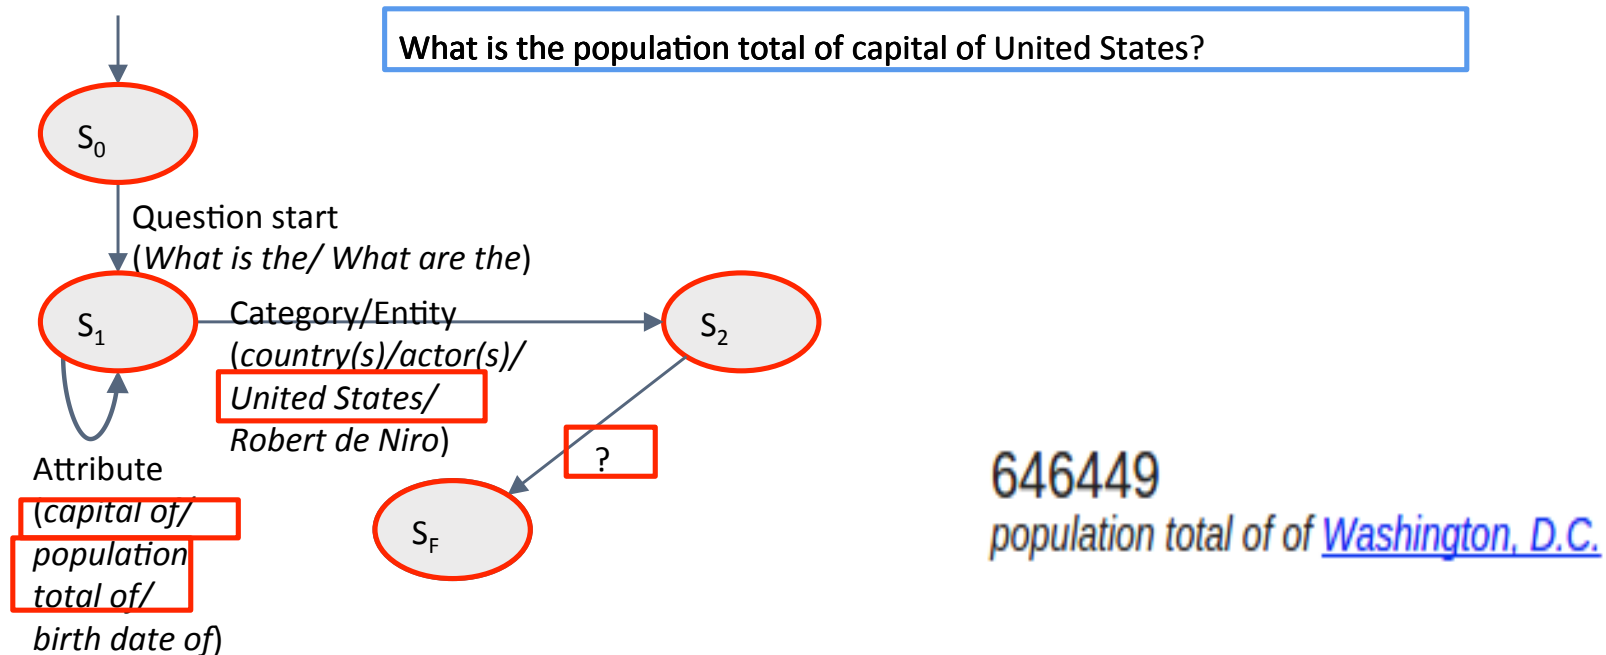 What is the population total of capital of United States?
S0
Question start
(What is the/ What are the)
S1
Category/Entity
(country(s)/actor(s)/
United States/
Robert de Niro)
S2
?
Attribute
(capital of/
population
total of/
birth date of)
SF
646449
population total of of Washington, D.C.